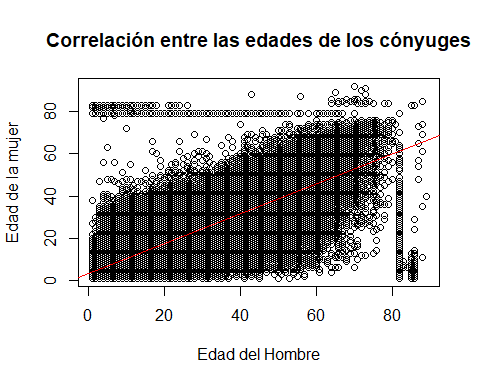 Correlación entre las edades de los cónyuges
Edad de la mujer
80
60
40
20
0
0 20 40 60 80
Edad del Hombre